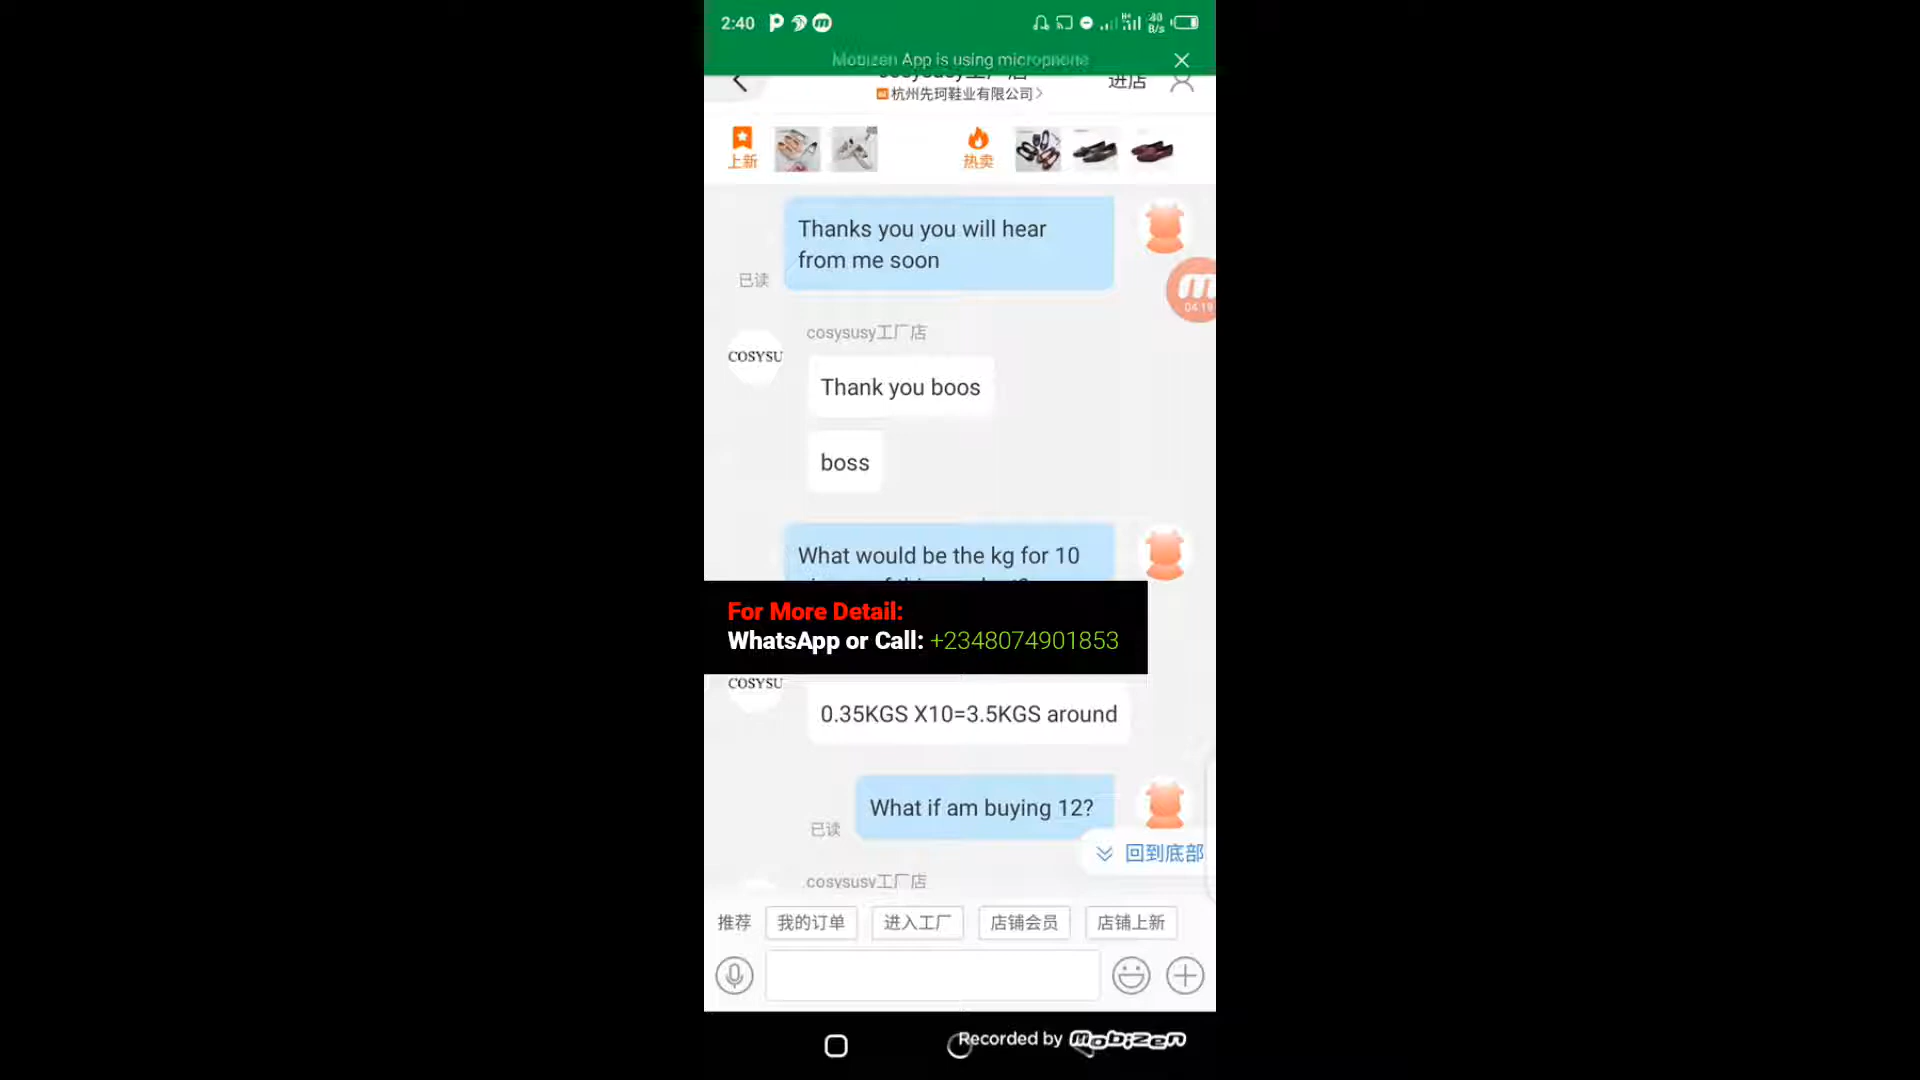 2:40
40
B/s
Mobizen App is using microphone
进店
杭州先珂鞋业有限公司
上新
热卖
Thanks you you will hear
from me soon
已读
04:19
cosysusy工厂店
COSYSU
Thank you boos
boss
What would be the kg for 10
For More Detail:
WhatsApp or Call: +2348074901853
COSYSU
0.35KGS X10=3.5KGS around
What if am buying 12?
已读
回到底部
cosysusy工厂店
推荐 我的订单 进入工厂 店铺会员 店铺上新
Recorded by Mobizen